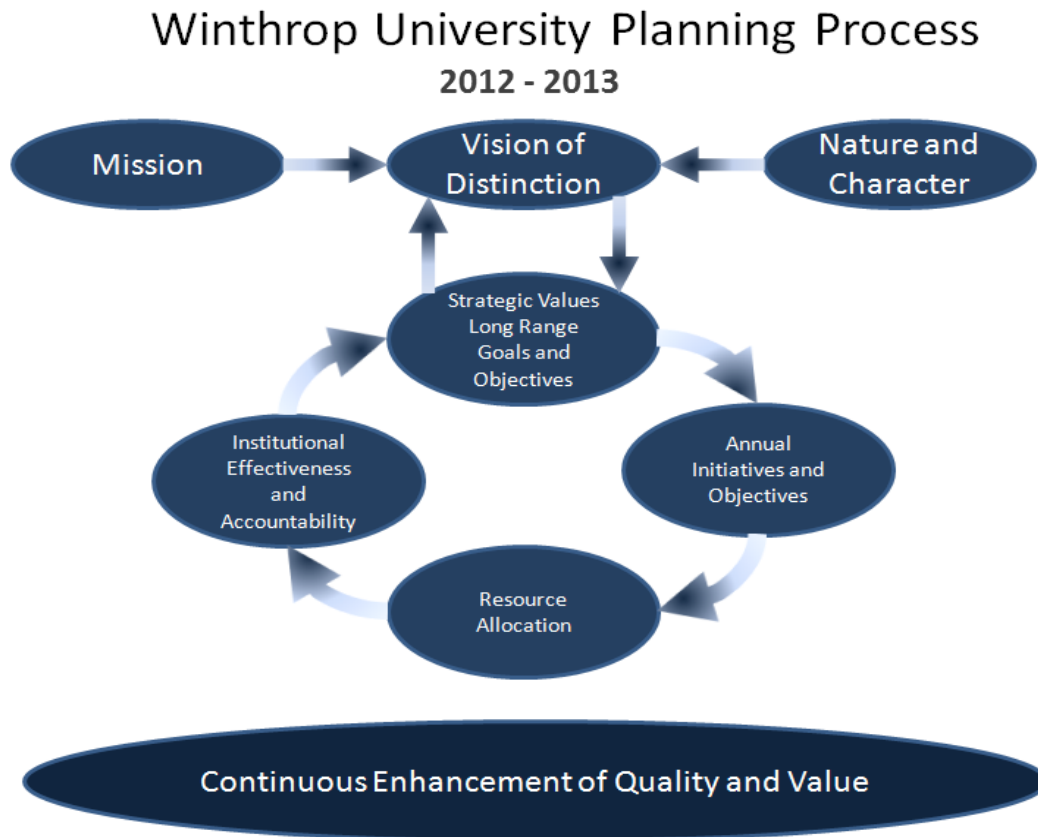 Winthrop University Planning Process
2012 - 2013
Mission
Vision of
Distinction
Nature and
Character
Strategic Values
Long Range
Goals and
Objectives
Institutional
Effectiveness
and
Accountability
Annual
Initiatives and
Objectives
Resource
Allocation
Continuous Enhancement of Quality and Value